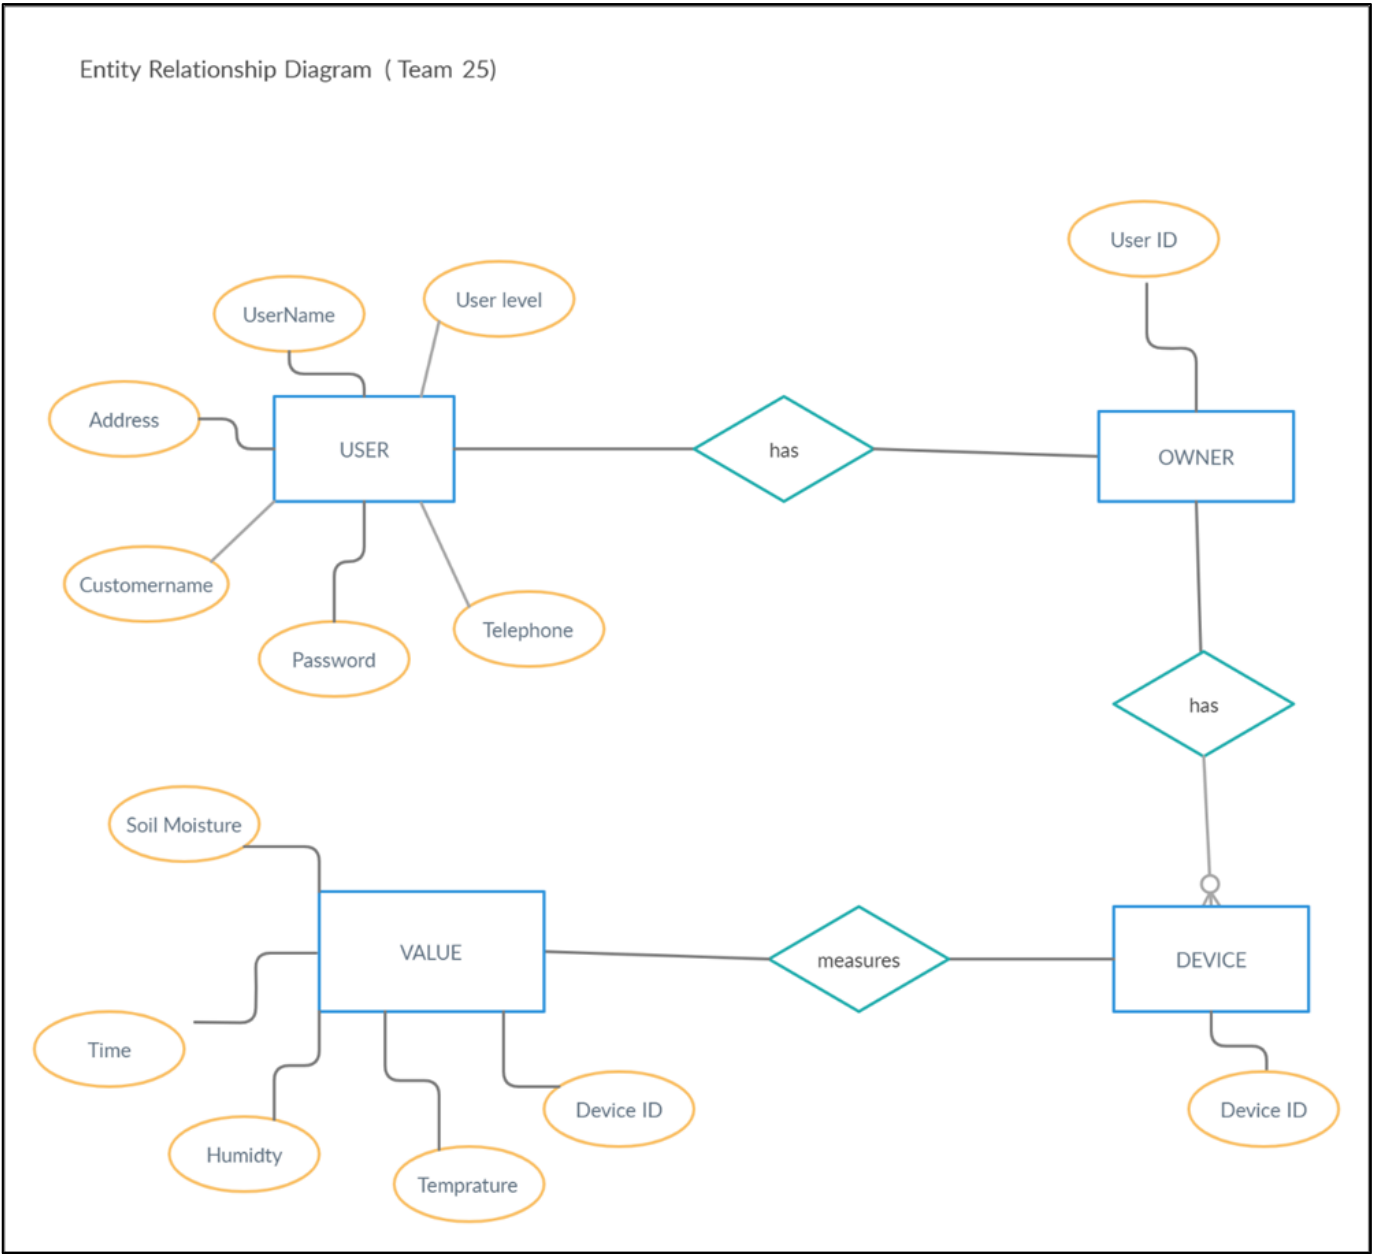 Entity Relationship Diagram ( Team 25)
User ID
User level
UserName
Address
USER
has
OWNER
Customername
Telephone
Password
has
Soil Moisture
VALUE
measures
DEVICE
Time
Device ID
Device ID
Humidty
Temprature